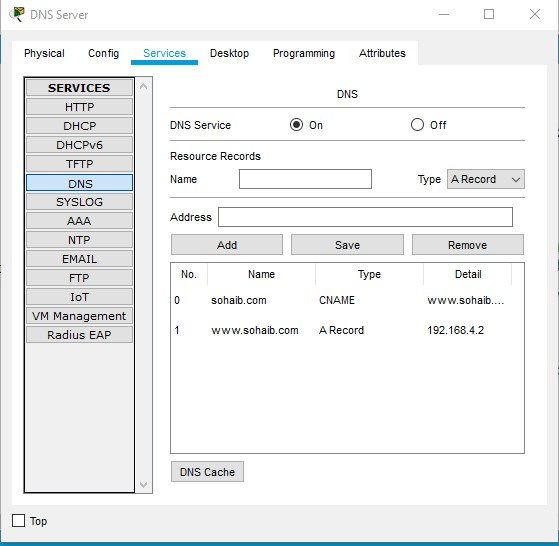 DNS Server
Physical Config Services Desktop Programming Attributes
SERVICES
HTTP
DHCP
DHCPv6
TFTP
DNS
SYSLOG
AAA
NTP
EMAIL
FTP
IoT
VM Management
Radius EAP
DNS
DNS Service On Off
Resource Records
Name Type A Record
Address
Add Save Remove
No. Name Type Detail
0 sohaib.com CNAME www.sohaib....
1 www.sohaib.com A Record 192.168.4.2
DNS Cache
Top